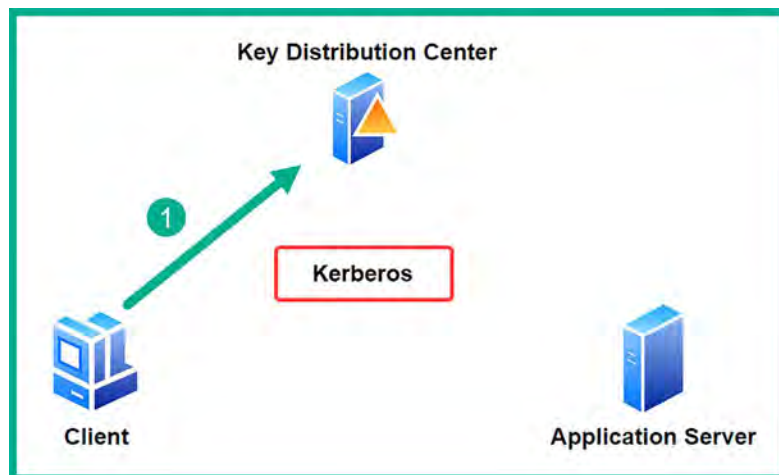 Key Distribution Center
1
Kerberos
Client
Application Server